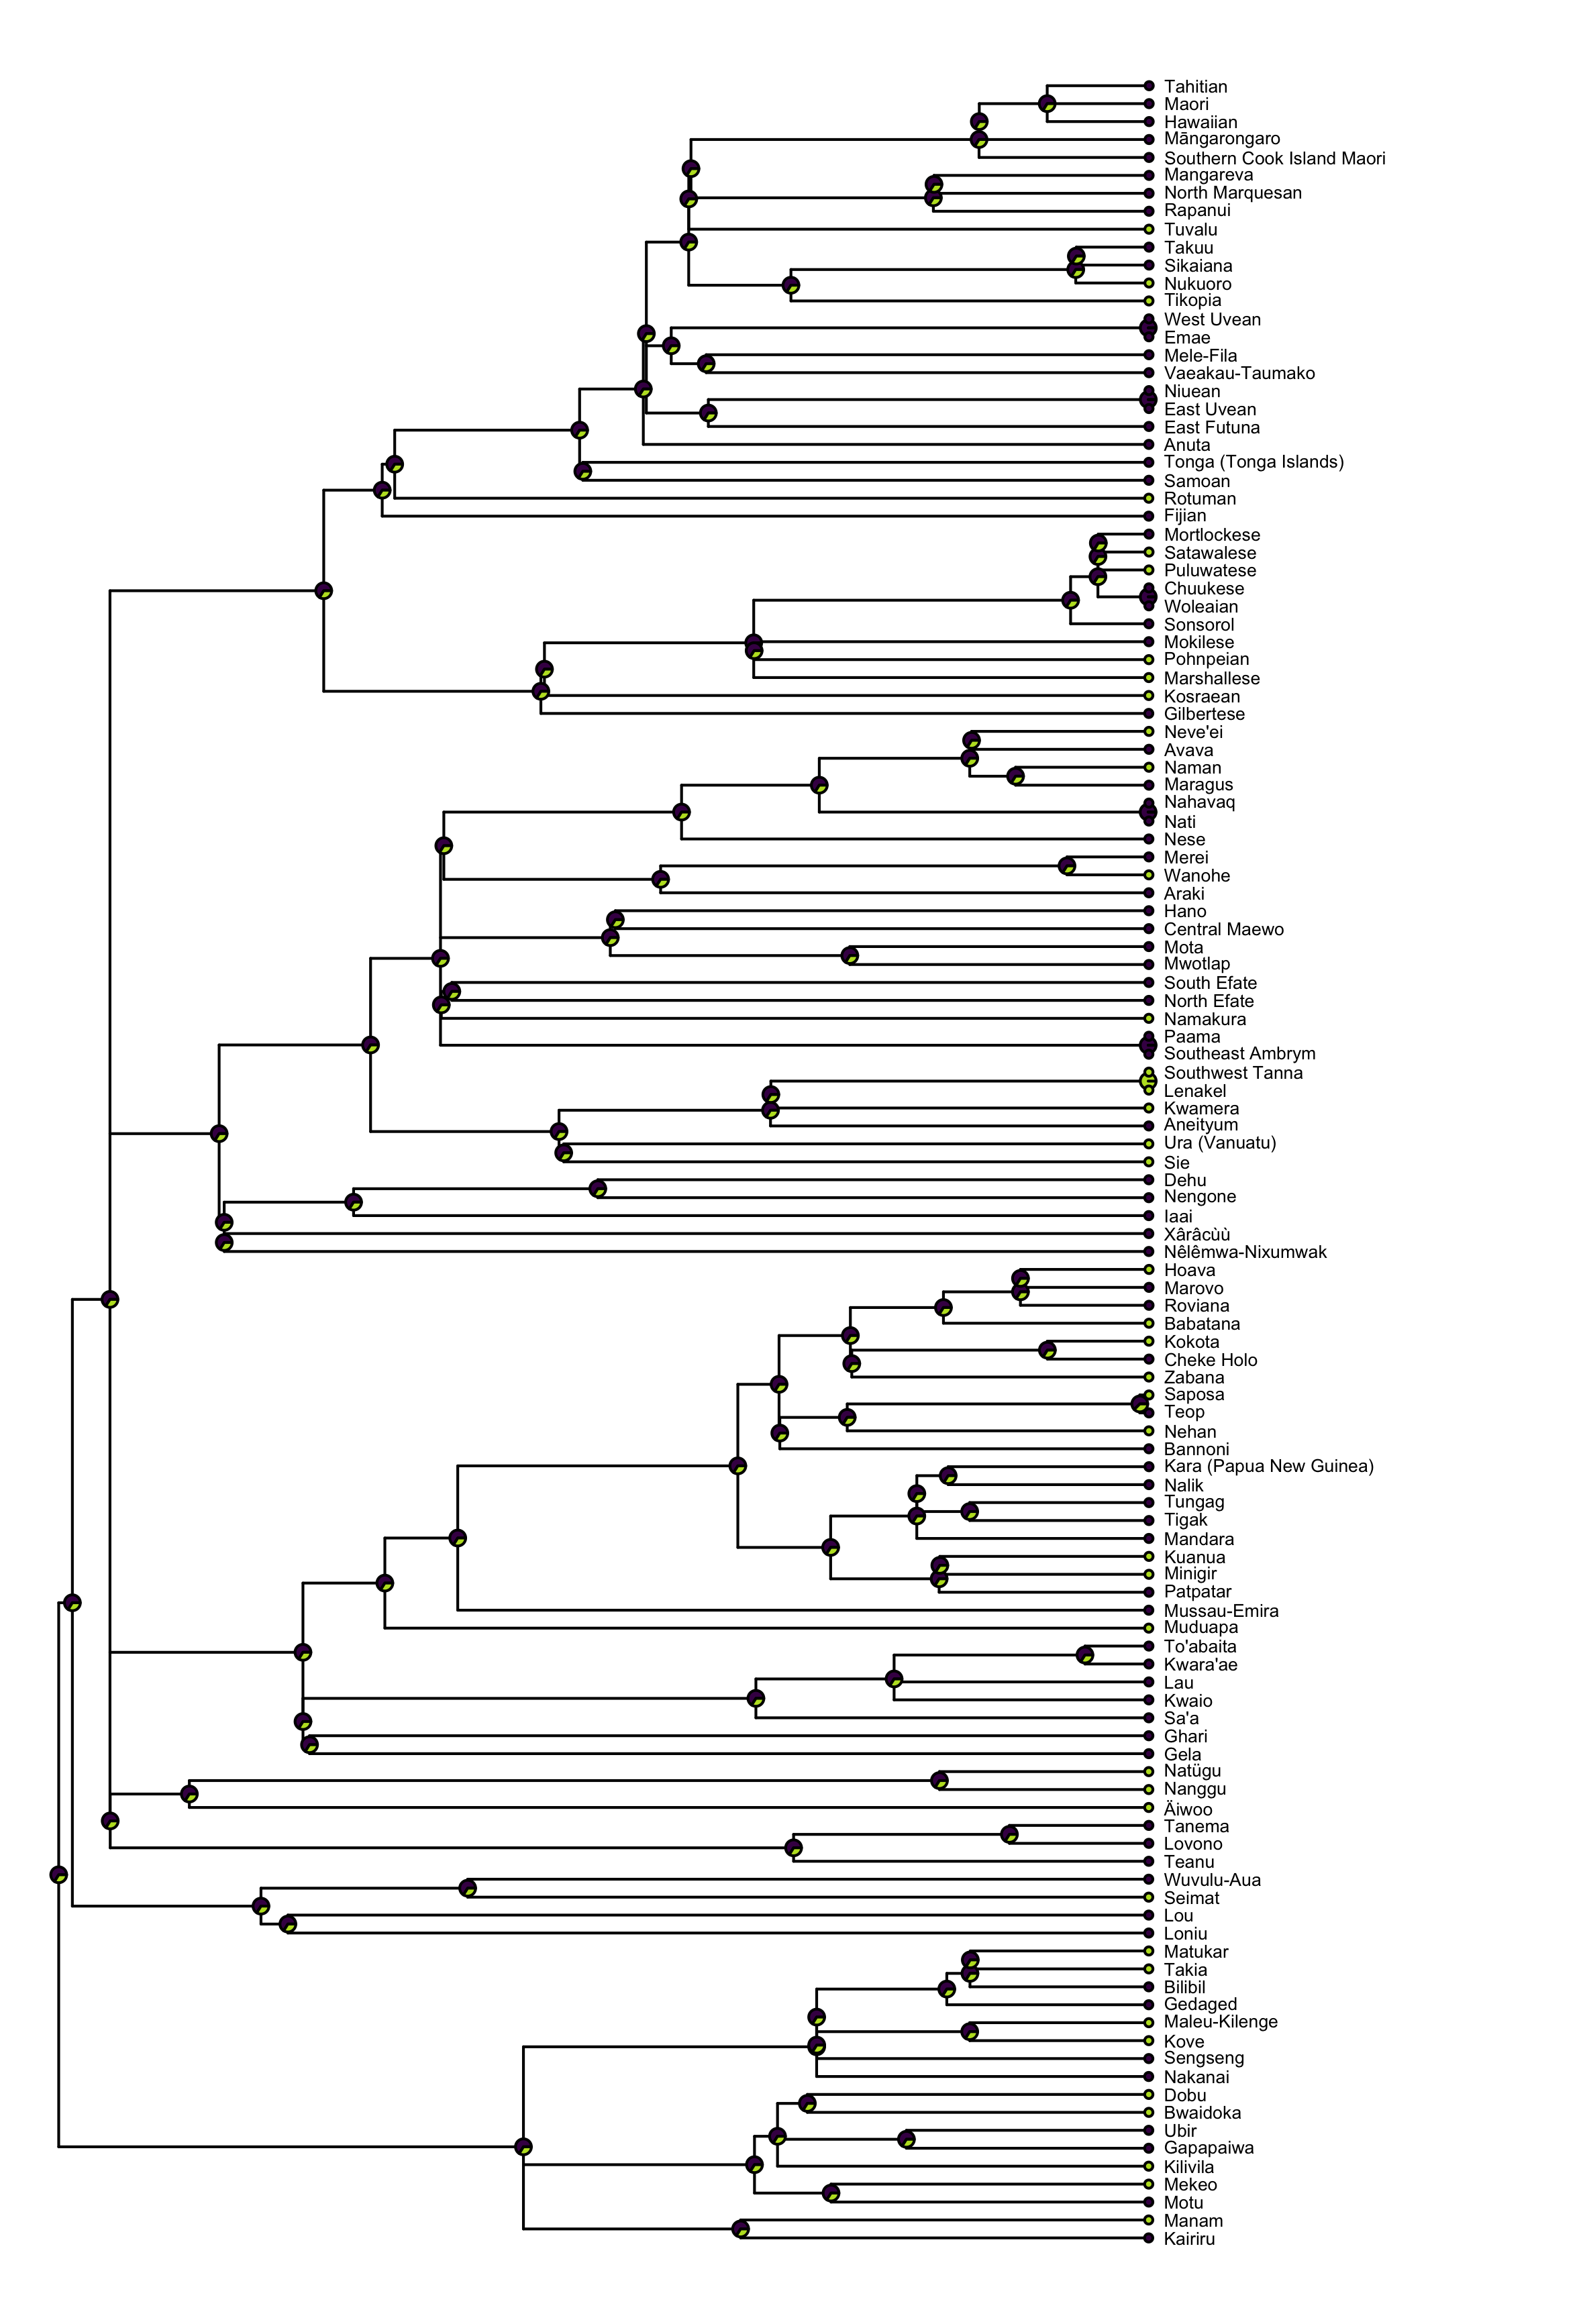 Tahitian
Maori
Hawaiian
Māngarongaro
Southern Cook Island Maori
Mangareva
North Marquesan
Rapanui
Tuvalu
Takuu
Sikaiana
Nukuoro
Tikopia
West Uvean
Emae
Mele-Fila
Vaeakau-Taumako
Niuean
East Uvean
East Futuna
Anuta
Tonga (Tonga Islands)
Samoan
Rotuman
Fijian
Mortlockese
Satawalese
Puluwatese
Chuukese
Woleaian
Sonsorol
Mokilese
Pohnpeian
Marshallese
Kosraean
Gilbertese
Neve'ei
Avava
Naman
Maragus
Nahavaq
Nati
Nese
Merei
Wanohe
Araki
Hano
Central Maewo
Mota
Mwotlap
South Efate
North Efate
Namakura
Paama
Southeast Ambrym
Southwest Tanna
Lenakel
Kwamera
Aneityum
Ura (Vanuatu)
Sie
Dehu
Nengone
Iaai
Xârâcùù
Nêlêmwa-Nixumwak
Hoava
Marovo
Roviana
Babatana
Kokota
Cheke Holo
Zabana
Saposa
Teop
Nehan
Bannoni
Kara (Papua New Guinea)
Nalik
Tungag
Tigak
Mandara
Kuanua
Minigir
Patpatar
Mussau-Emira
Muduapa
To'abaita
Kwara'ae
Lau
Kwaio
Sa'a
Ghari
Gela
Natügu
Nanggu
Äiwoo
Tanema
Lovono
Teanu
Wuvulu-Aua
Seimat
Lou
Loniu
Matukar
Takia
Bilibil
Gedaged
Maleu-Kilenge
Kove
Sengseng
Nakanai
Dobu
Bwaidoka
Ubir
Gapapaiwa
Kilivila
Mekeo
Motu
Manam
Kairiru